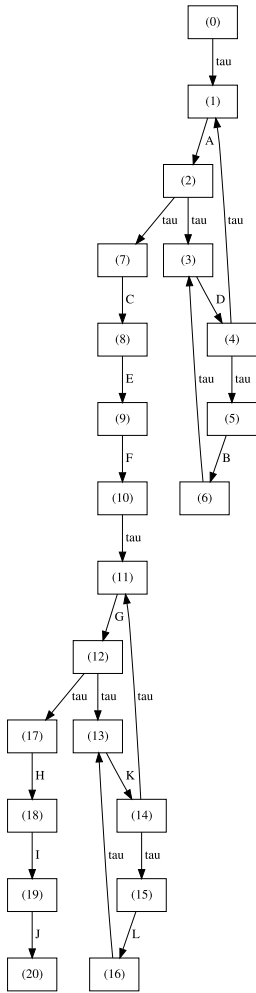 (0)
tau
(1)
A
(2)
tau tau
(7) (3)
C D tau
(8) (4)
E tau tau
(9) (5)
F B
(10) (6)
tau
(11)
G
(12)
tau tau tau
(17) (13)
H K
(18) (14)
I tau tau
(19) (15)
J L
(20) (16)